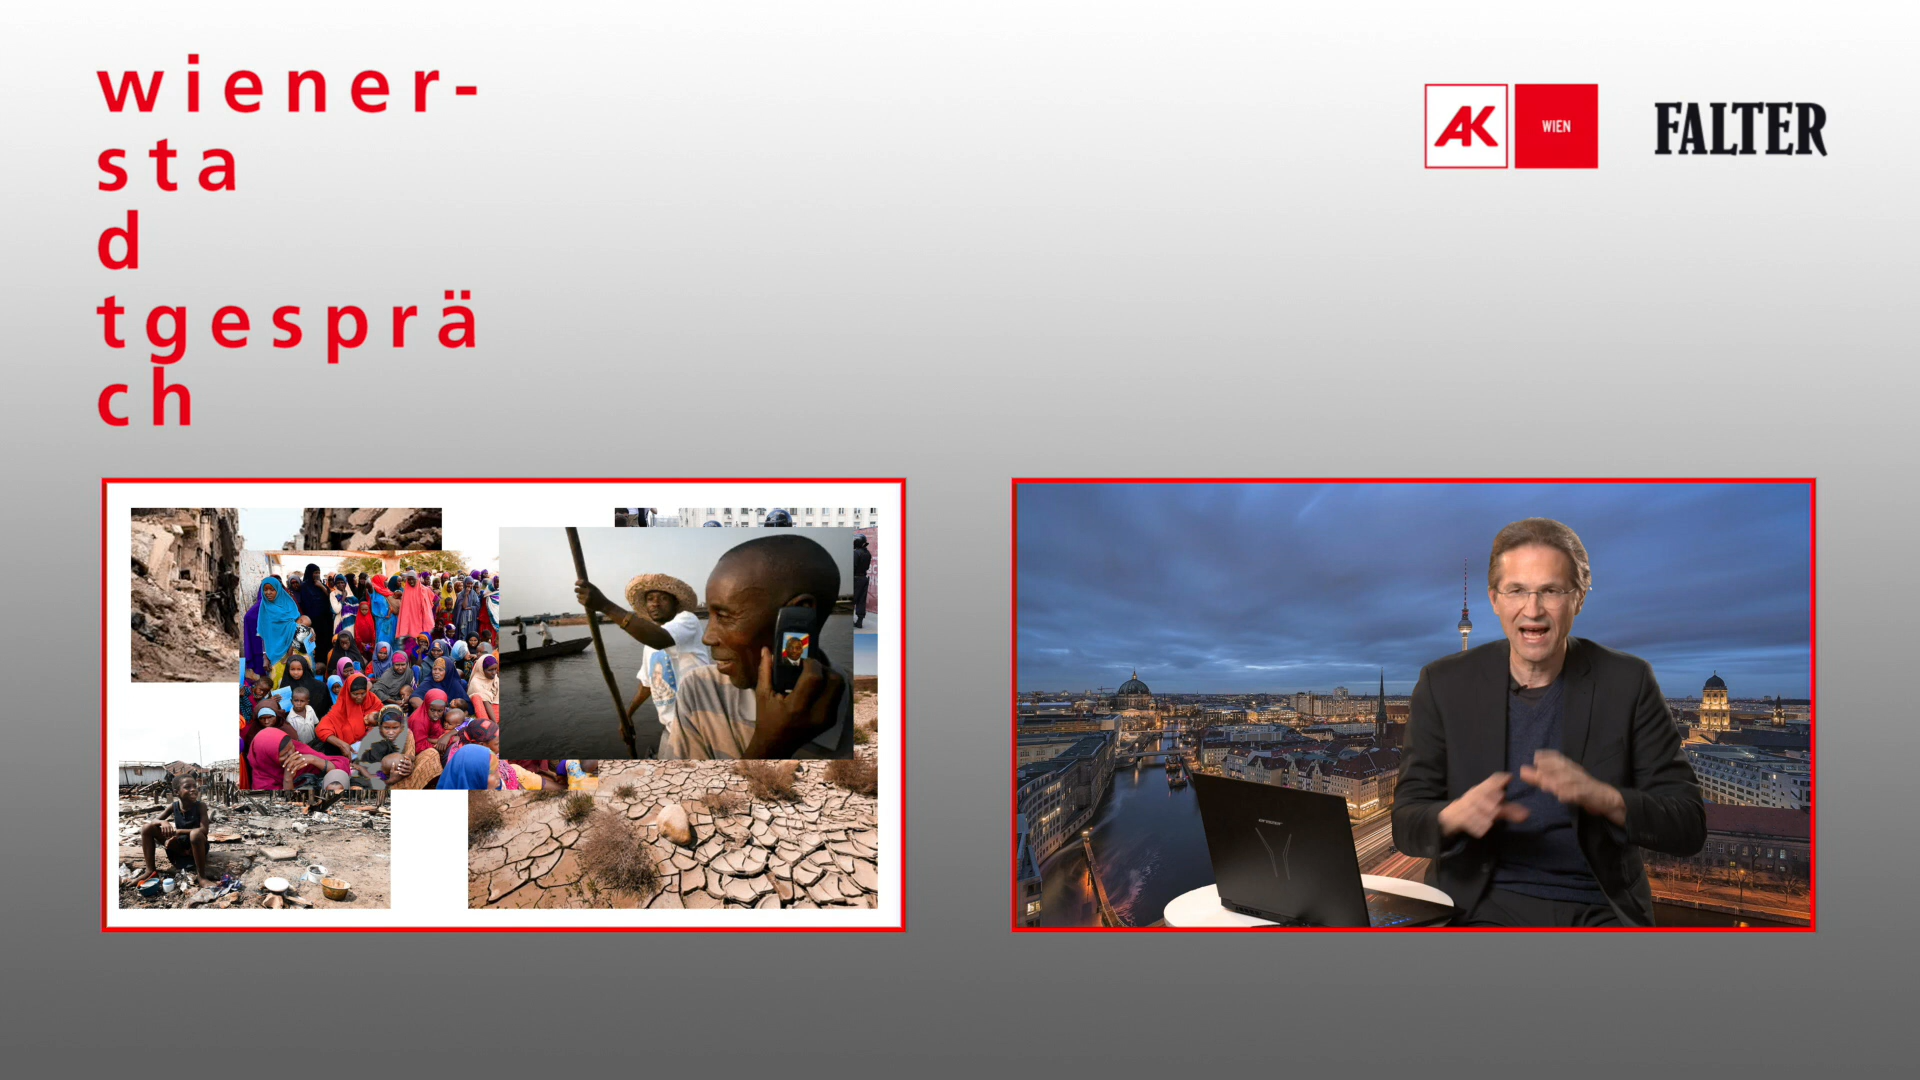 wiener-
sta
d
tgesprä
ch
AK
WIEN
FALTER